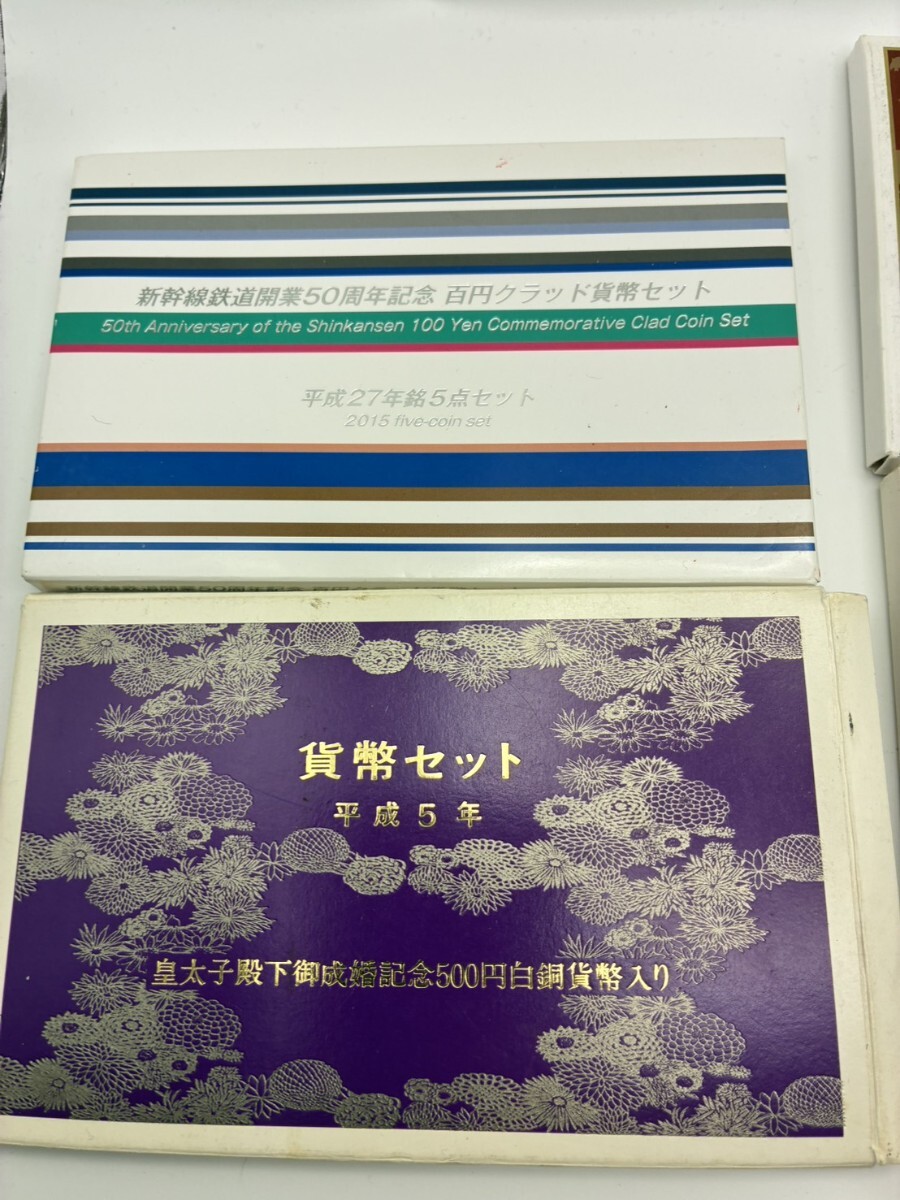 新幹線鉄道開業50周年記念 百円クラッド貨幣セット
50th Anniversary of the Shinkansen 100 Yen Commemorative Clad Coin Set
平成27年銘5点セット
2015 five-coin set
貨幣セット
平成5年
皇太子殿下御成婚記念500円白銅貨幣入り